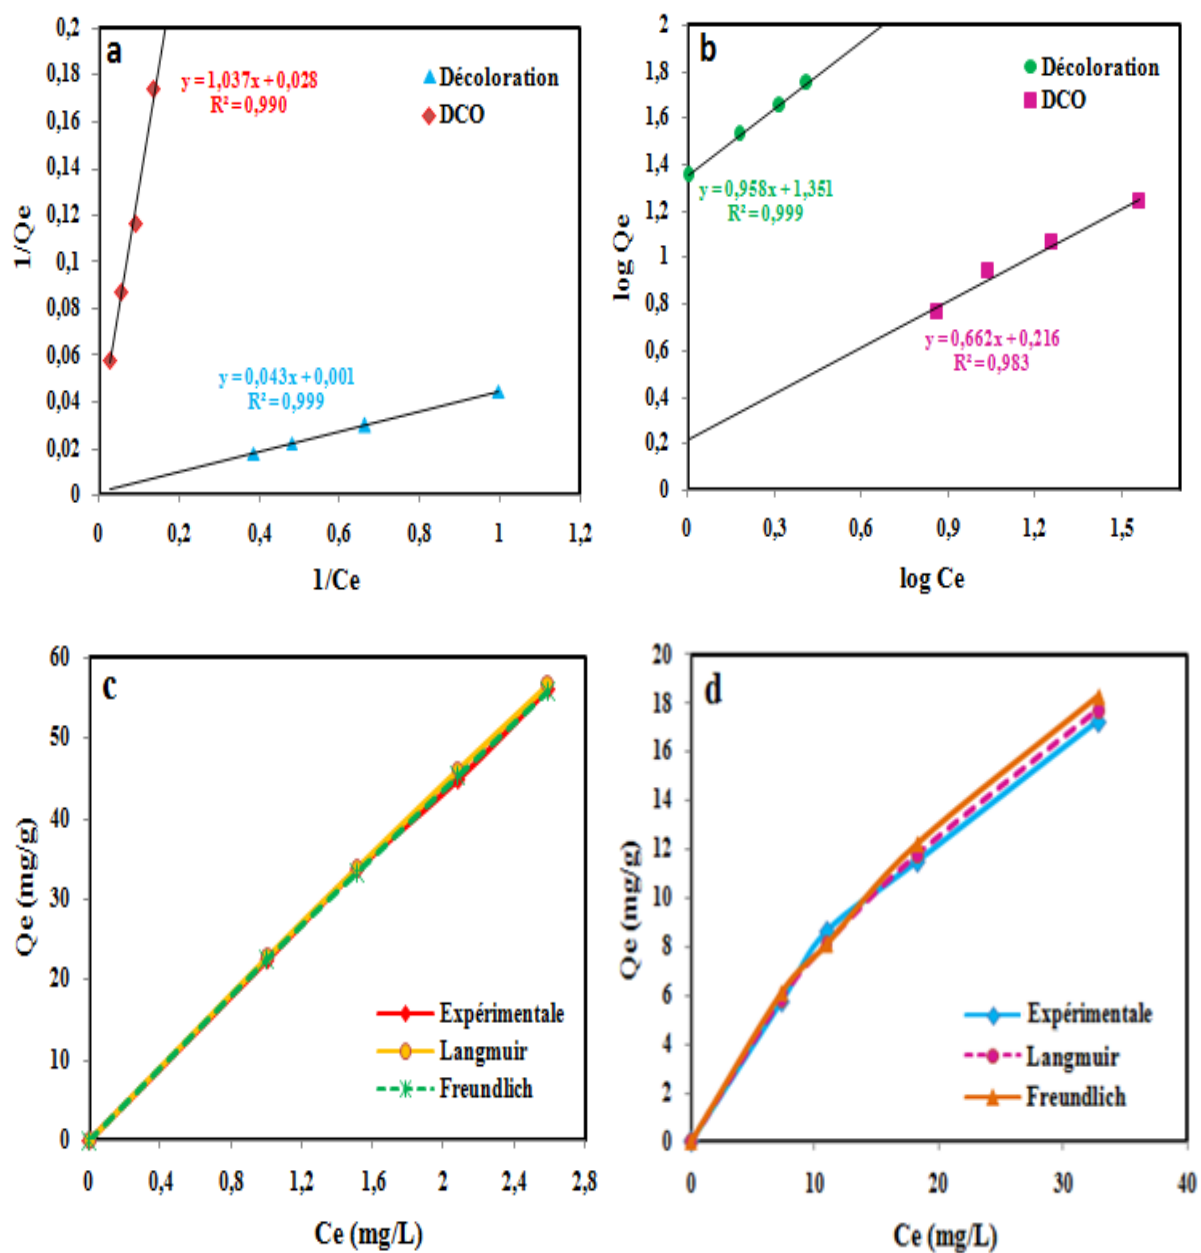 a
0,2
0,18
0,16
0,14
0,12
0,1
0,08
0,06
0,04
0,02
0
1/Qe
y = 1,037x + 0,028
R² = 0,990
Décoloration
DCO
y = 0,043x + 0,001
R² = 0,999
0 0,2 0,4 0,6 0,8 1 1,2
1/Ce
b
2
1,8
1,6
1,4
1,2
1
0,8
0,6
0,4
0,2
0
log Qe
Décoloration
DCO
y = 0,958x + 1,351
R² = 0,999
y = 0,662x + 0,216
R² = 0,983
0 0,3 0,6 0,9 1,2 1,5
log Ce
c
60
50
40
30
20
10
0
Qe (mg/g)
Expérimentale
Langmuir
Freundlich
0 0,4 0,8 1,2 1,6 2 2,4 2,8
Ce (mg/L)
d
20
18
16
14
12
10
8
6
4
2
0
Qe (mg/g)
Expérimentale
Langmuir
Freundlich
0 10 20 30 40
Ce (mg/L)